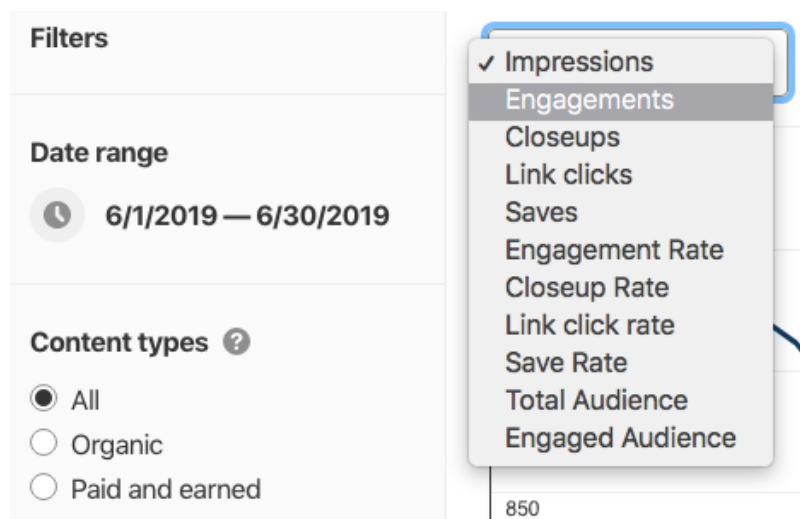 Filters
Date range
6/1/2019 — 6/30/2019
Content types ?
All
Organic
Paid and earned
✓ Impressions
Engagements
Closeups
Link clicks
Saves
Engagement Rate
Closeup Rate
Link click rate
Save Rate
Total Audience
Engaged Audience
850